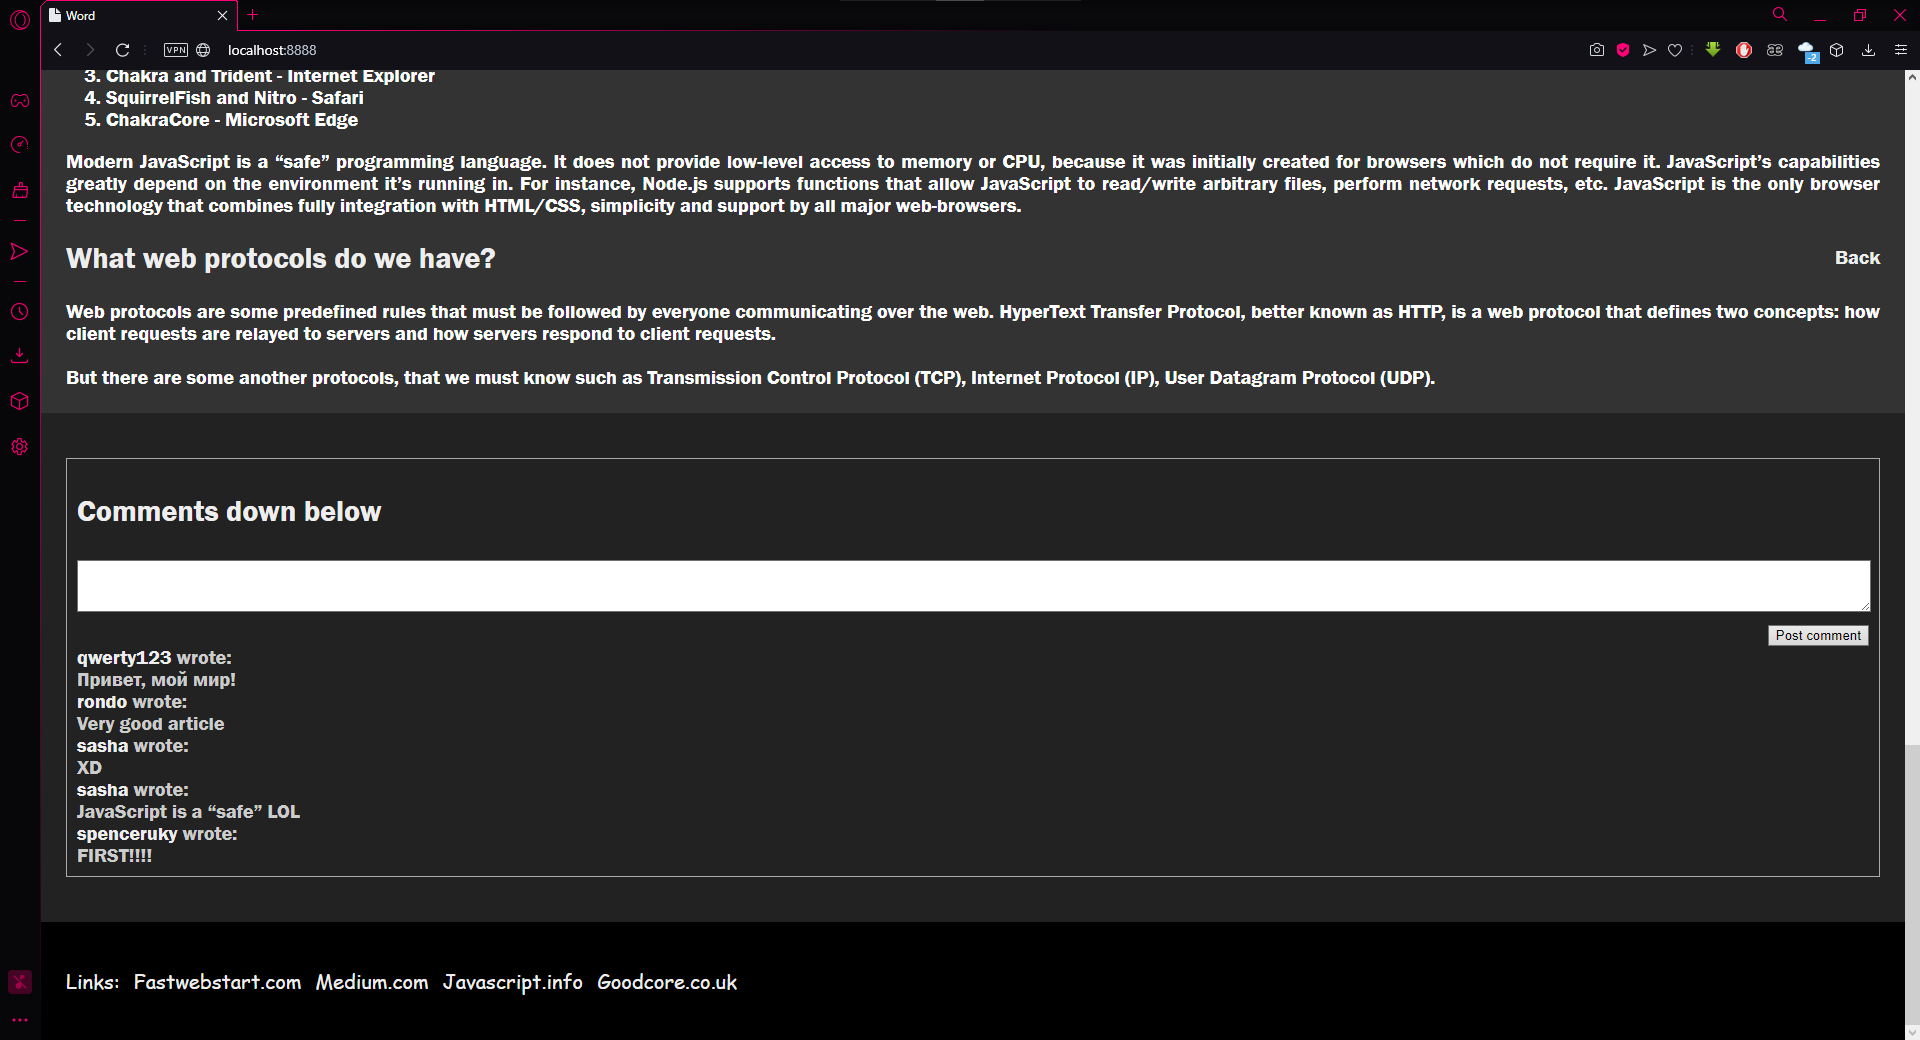 Word
VPN
localhost:8888
-2
3. Chakra and Trident - Internet Explorer
4. SquirrelFish and Nitro - Safari
5. ChakraCore - Microsoft Edge
Modern JavaScript is a “safe” programming language. It does not provide low-level access to memory or CPU, because it was initially created for browsers which do not require it. JavaScript’s capabilities
greatly depend on the environment it’s running in. For instance, Node.js supports functions that allow JavaScript to read/write arbitrary files, perform network requests, etc. JavaScript is the only browser
technology that combines fully integration with HTML/CSS, simplicity and support by all major web-browsers.
What web protocols do we have?
Back
Web protocols are some predefined rules that must be followed by everyone communicating over the web. HyperText Transfer Protocol, better known as HTTP, is a web protocol that defines two concepts: how
client requests are relayed to servers and how servers respond to client requests.
But there are some another protocols, that we must know such as Transmission Control Protocol (TCP), Internet Protocol (IP), User Datagram Protocol (UDP).
Comments down below
Post comment
qwerty123 wrote:
Привет, мой мир!
rondo wrote:
Very good article
sasha wrote:
XD
sasha wrote:
JavaScript is a “safe” LOL
spenceruky wrote:
FIRST!!!!
Links: Fastwebstart.com Medium.com Javascript.info Goodcore.co.uk